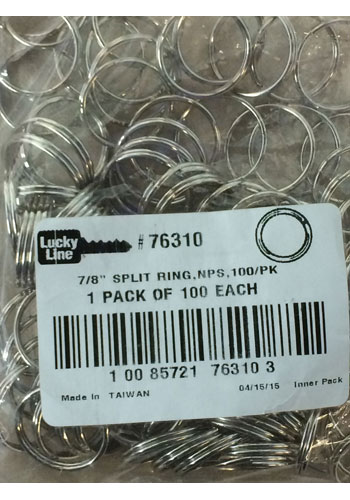 Lucky
Line
# 76310
7/8" SPLIT RING,NPS,100/PK
1 PACK OF 100 EACH
1 00 85721 76310 3
Made In TAIWAN
04/15/15 Inner Pack